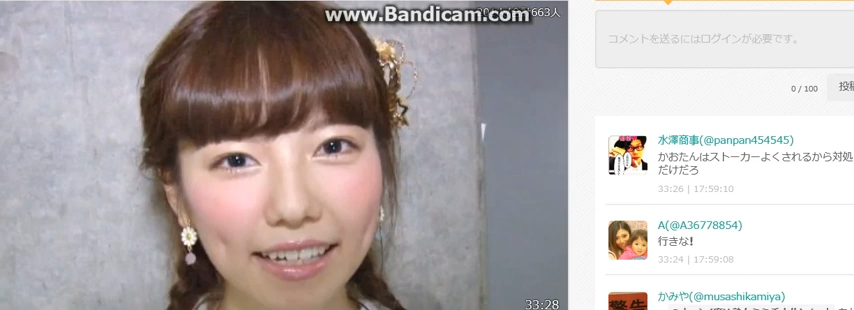 www.Bandicam.com
663人
33:28
コメントを送るにはログインが必要です。
0 / 100
水澤商事(@panpan454545)
かおたんはストーカーよくされるから対処
だけだろ
33:26 | 17:59:10
A(@A36778854)
行きな!
33:24 | 17:59:08
かみや(@musashikamiya)
警告